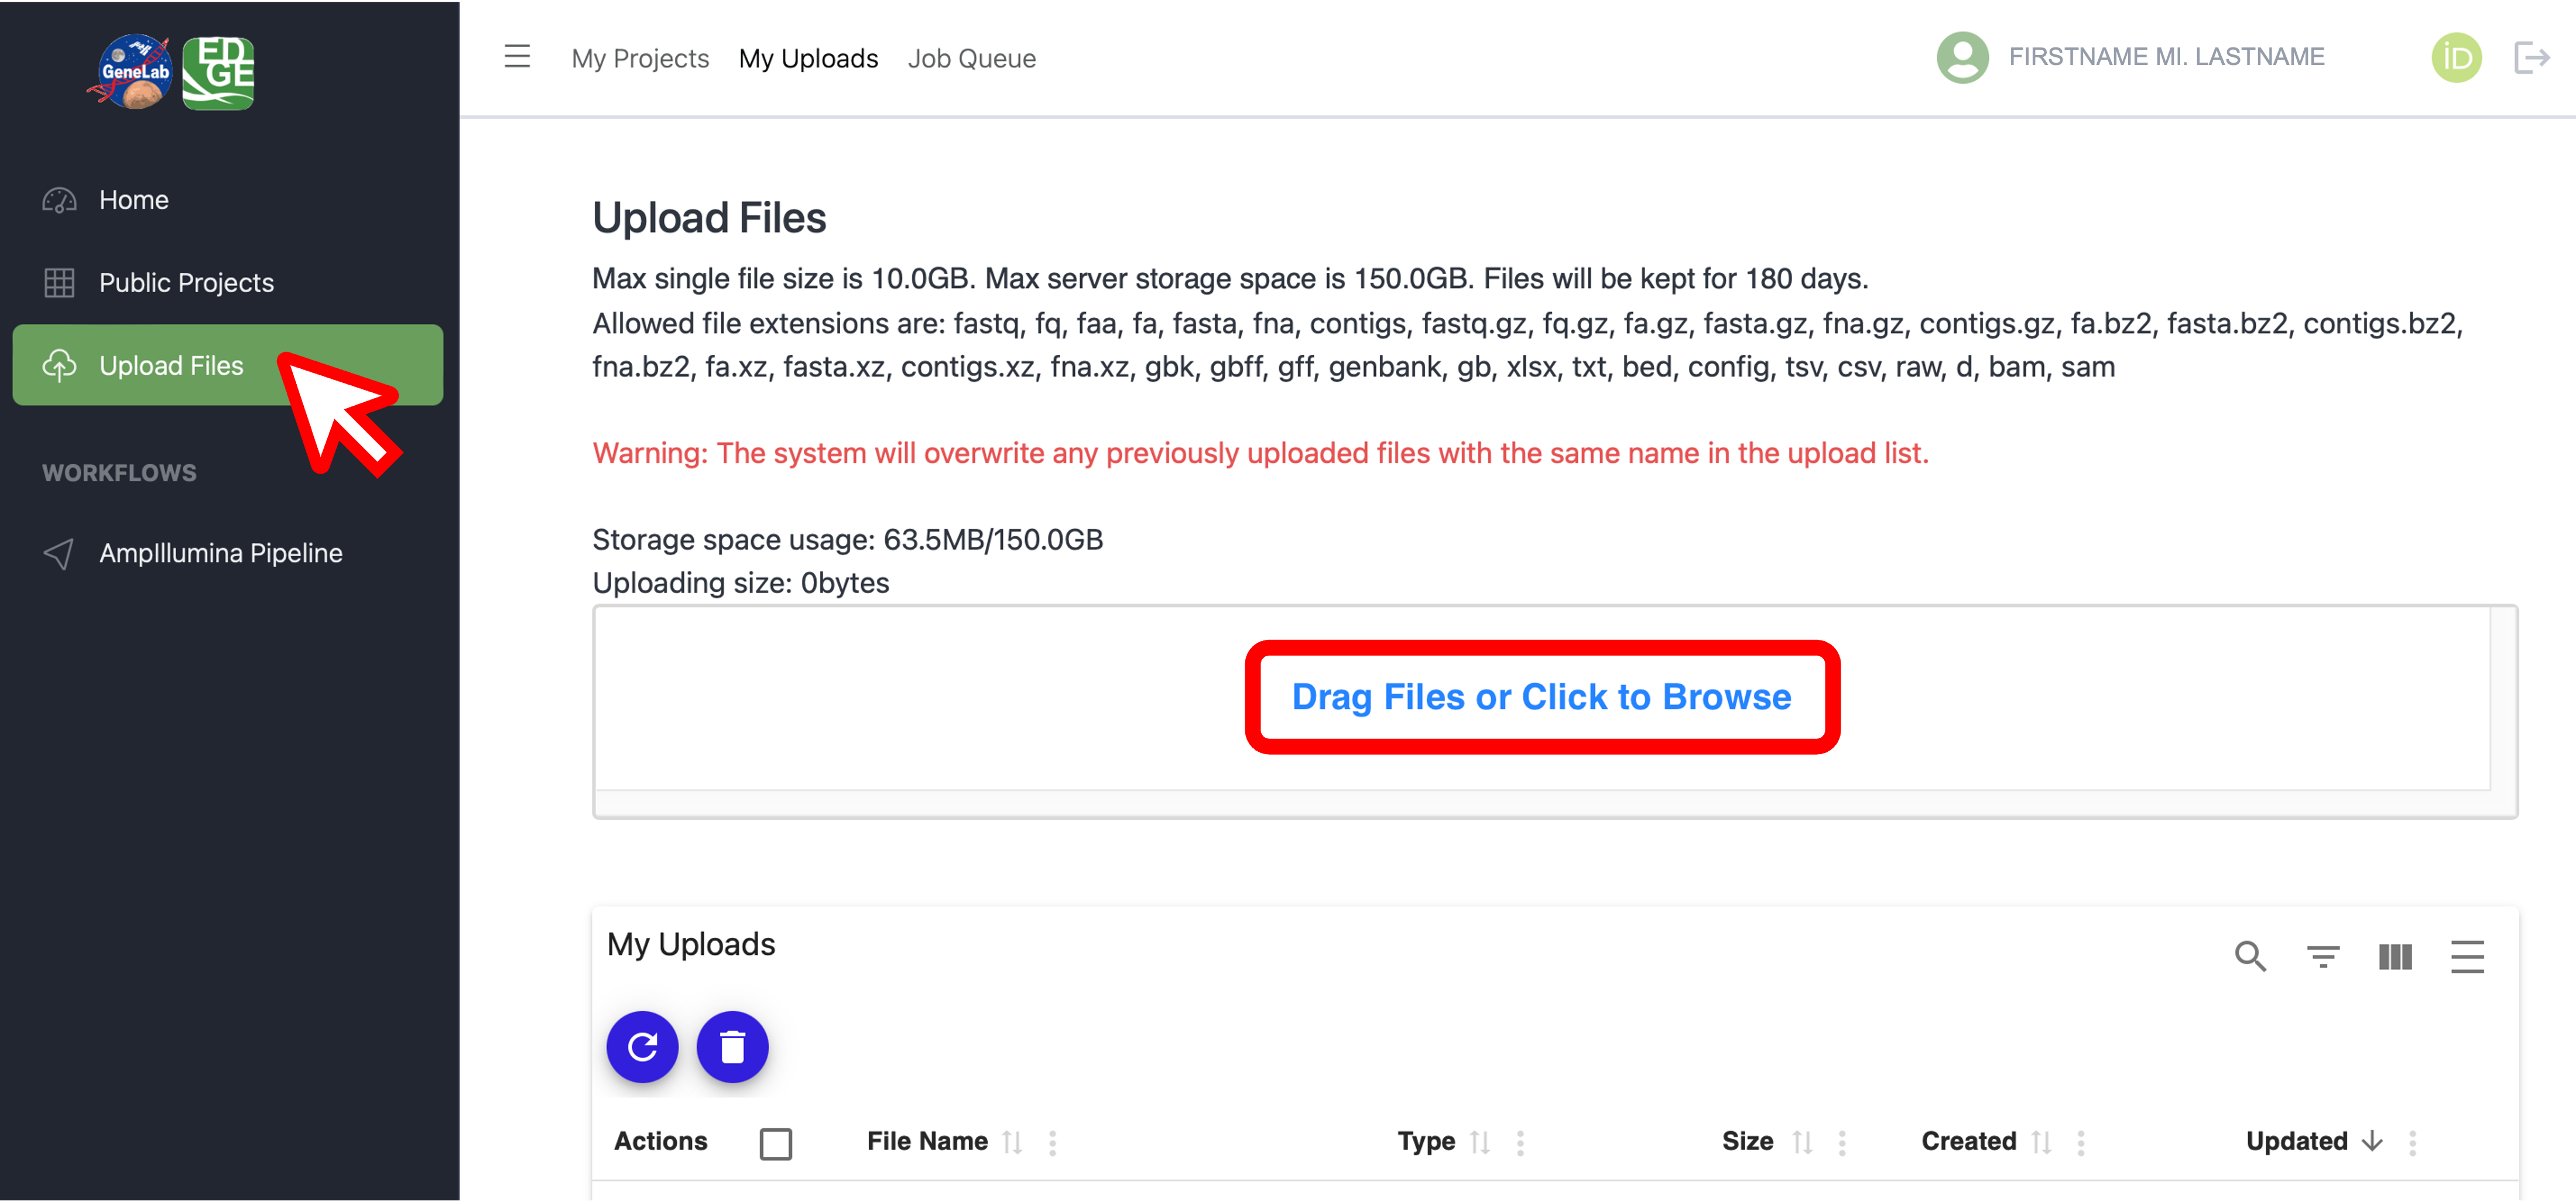 GeneLab
ED
GE
My Projects
My Uploads
Job Queue
FIRSTNAME MI. LASTNAME
iD
Home
Public Projects
Upload Files
WORKFLOWS
AmpIllumina Pipeline
Upload Files
Max single file size is 10.0GB. Max server storage space is 150.0GB. Files will be kept for 180 days.
Allowed file extensions are: fastq, fq, faa, fa, fasta, fna, contigs, fastq.gz, fq.gz, fa.gz, fasta.gz, fna.gz, contigs.gz, fa.bz2, fasta.bz2, contigs.bz2,
fna.bz2, fa.xz, fasta.xz, contigs.xz, fna.xz, gbk, gbff, gff, genbank, gb, xlsx, txt, bed, config, tsv, csv, raw, d, bam, sam
Warning: The system will overwrite any previously uploaded files with the same name in the upload list.
Storage space usage: 63.5MB/150.0GB
Uploading size: 0bytes
Drag Files or Click to Browse
My Uploads
Actions File Name Type Size Created Updated